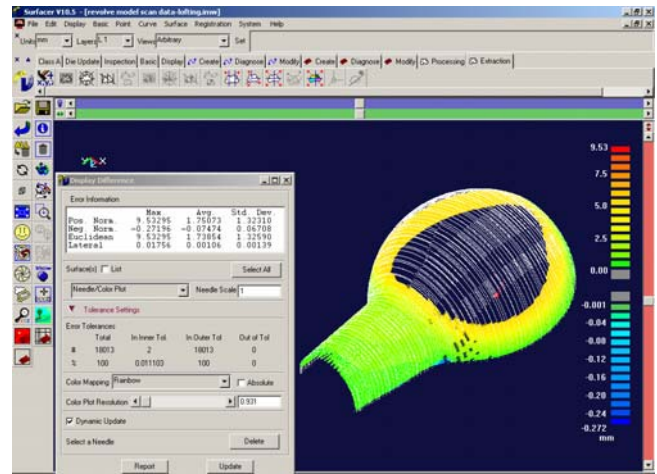 Surfacer V10.5 - [revolve model scan data-lofting.imw]
File Edit Display Basic Point Curve Surface Registration System Help
Units mm Layers L 1 Views Arbitrary Set
Class A Die Update Inspection Basic Display Create Diagnose Modify Create Diagnose Modify Processing Extraction
Display Difference
Error Information
Max Avg. Std. Dev.
Pos. Norm. 9.53295 1.75073 1.32310
Neg. Norm. -0.27196 -0.07474 0.06708
Euclidean 9.53295 1.73854 1.32590
Lateral 0.01756 0.00106 0.00139
Surface(s) List Select All
Needle/Color Plot Needle Scale 1
Tolerance Settings
Error Tolerances
Total In Inner Tol In Outer Tol Out of Tol
# 18013 2 18013 0
% 100 0.011103 100 0
Color Mapping Rainbow Absolute
Color Plot Resolution 0.931
Dynamic Update
Select a Needle Delete
Report Update
9.53
7.5
5.0
2.5
0.00
-0.001
-0.04
-0.08
-0.12
-0.16
-0.20
-0.24
-0.272
mm